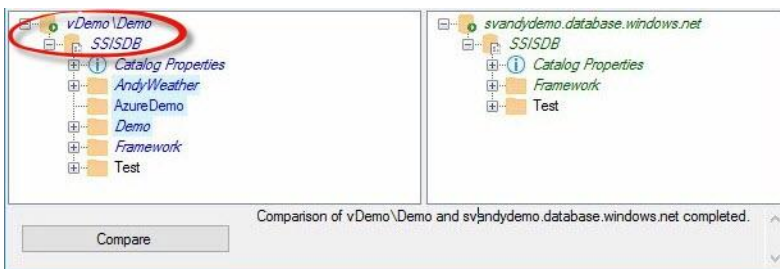 vDemo\Demo
SSISDB
Catalog Properties
AndyWeather
AzureDemo
Demo
Framework
Test
svandydemo.database.windows.net
SSISDB
Catalog Properties
Framework
Test
Comparison of vDemo\Demo and svandydemo.database.windows.net completed.
Compare